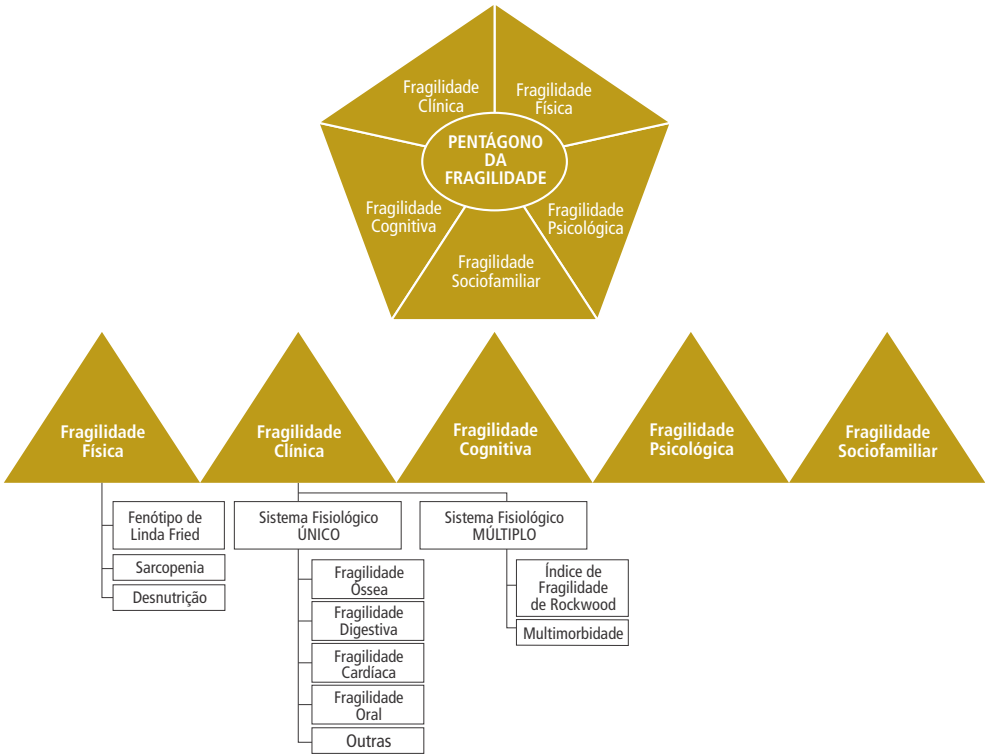 Fragilidade
Clínica
Fragilidade
Física
PENTÁGONO
DA
FRAGILIDADE
Fragilidade
Cognitiva
Fragilidade
Psicológica
Fragilidade
Sociofamiliar
Fragilidade
Física
Fragilidade
Clínica
Fragilidade
Cognitiva
Fragilidade
Psicológica
Fragilidade
Sociofamiliar
Fenótipo de
Linda Fried
Sarcopenia
Desnutrição
Sistema Fisiológico
ÚNICO
Fragilidade
Óssea
Fragilidade
Digestiva
Fragilidade
Cardíaca
Fragilidade
Oral
Outras
Sistema Fisiológico
MÚLTIPLO
Índice de
Fragilidade
de Rockwood
Multimorbidade